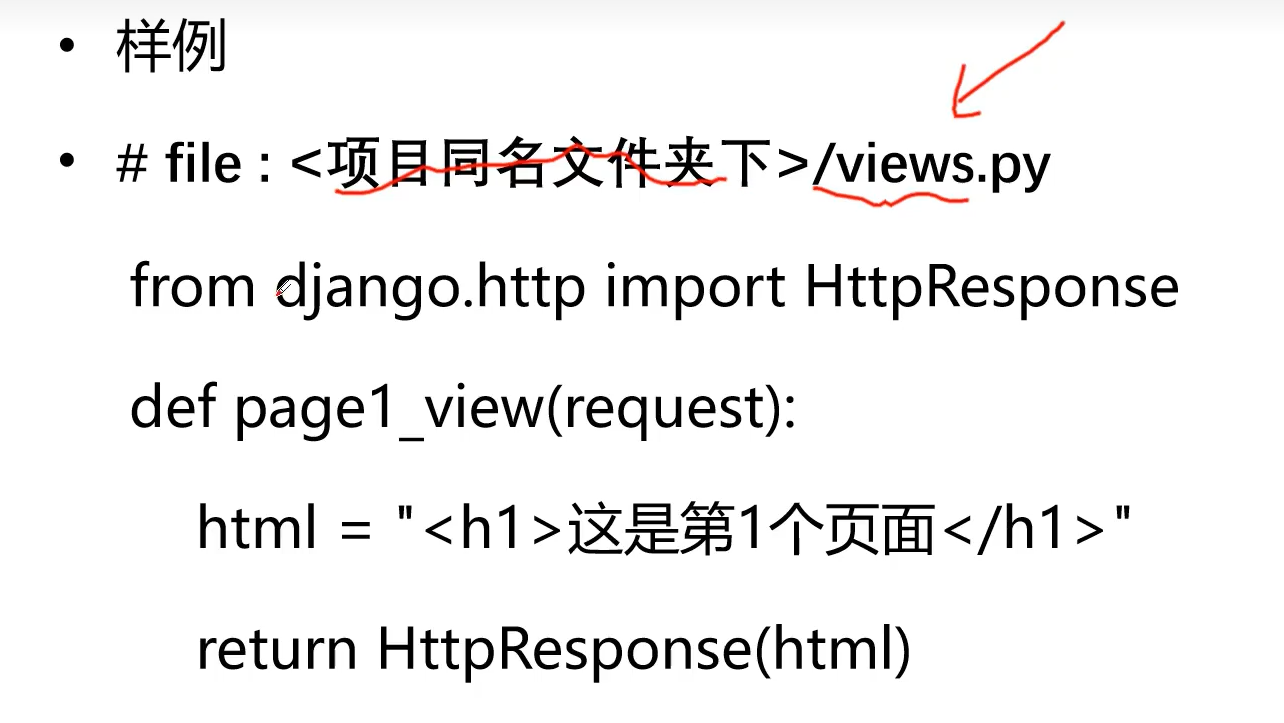 • 样例
• # file : <项目同名文件夹下>/views.py
from django.http import HttpResponse
def page1_view(request):
html = "<h1>这是第1个页面</h1>"
return HttpResponse(html)